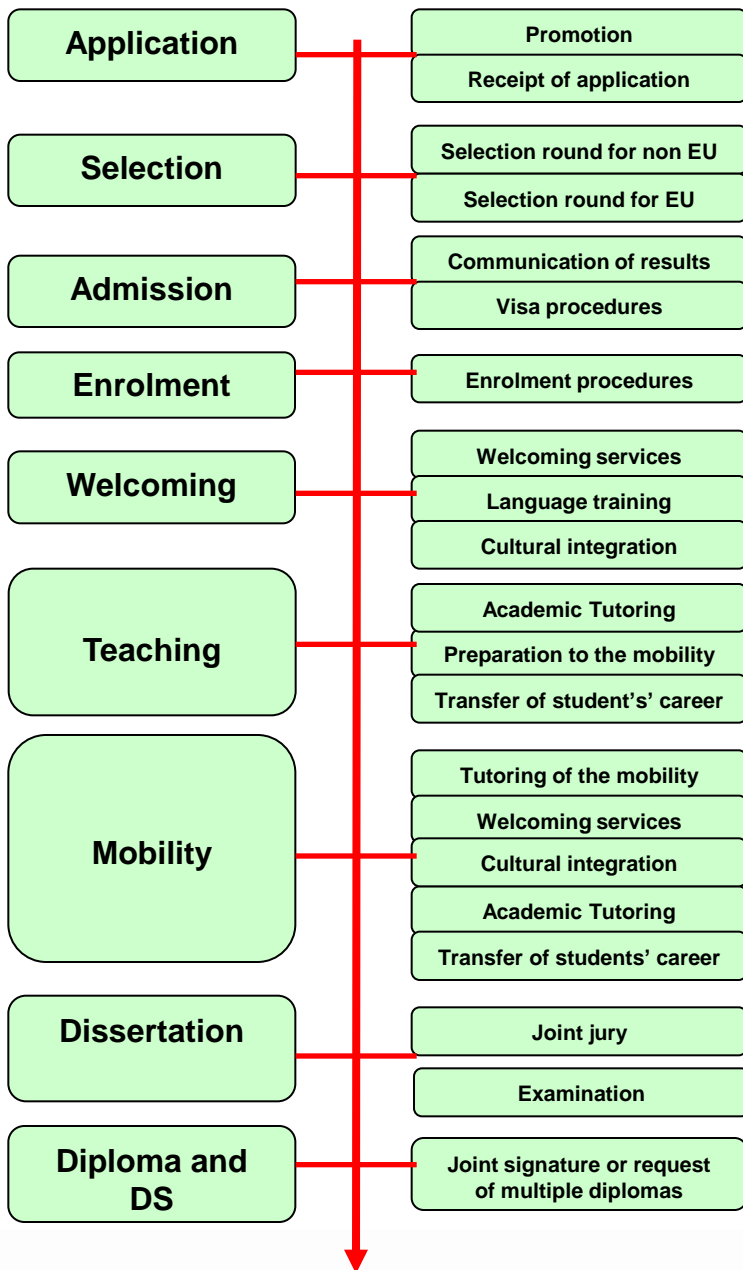 Application
Promotion
Receipt of application
Selection
Selection round for non EU
Selection round for EU
Admission
Communication of results
Visa procedures
Enrolment
Enrolment procedures
Welcoming
Welcoming services
Language training
Cultural integration
Teaching
Academic Tutoring
Preparation to the mobility
Transfer of student's’ career
Mobility
Tutoring of the mobility
Welcoming services
Cultural integration
Academic Tutoring
Transfer of students’ career
Dissertation
Joint jury
Examination
Diploma and
DS
Joint signature or request
of multiple diplomas